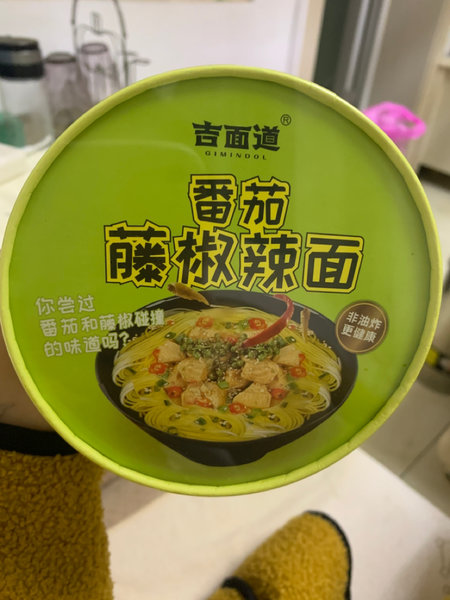 吉面道®
GIMINDOL
番茄
藤椒辣面
你尝过
番茄和藤椒碰撞
的味道吗?
非油炸
更健康